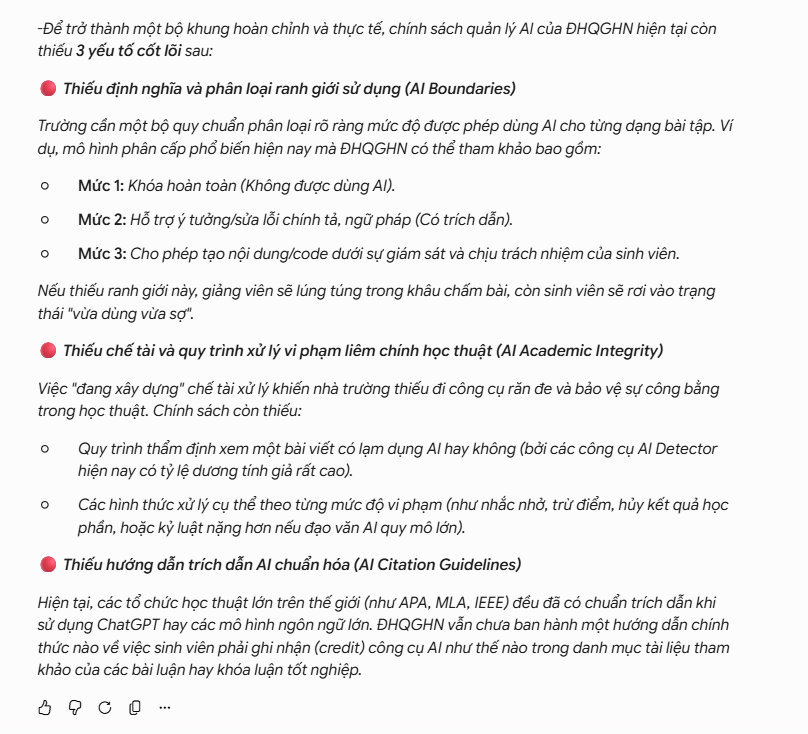 -Để trở thành một bộ khung hoàn chỉnh và thực tế, chính sách quản lý AI của ĐHQGHN hiện tại còn
thiếu 3 yếu tố cốt lõi sau:
Thiếu định nghĩa và phân loại ranh giới sử dụng (AI Boundaries)
Trường cần một bộ quy chuẩn phân loại rõ ràng mức độ được phép dùng AI cho từng dạng bài tập. Ví
dụ, mô hình phân cấp phổ biến hiện nay mà ĐHQGHN có thể tham khảo bao gồm:
Mức 1: Khóa hoàn toàn (Không được dùng AI).
Mức 2: Hỗ trợ ý tưởng/sửa lỗi chính tả, ngữ pháp (Có trích dẫn).
Mức 3: Cho phép tạo nội dung/code dưới sự giám sát và chịu trách nhiệm của sinh viên.
Nếu thiếu ranh giới này, giảng viên sẽ lúng túng trong khâu chấm bài, còn sinh viên sẽ rơi vào trạng
thái "vừa dùng vừa sợ".
Thiếu chế tài và quy trình xử lý vi phạm liêm chính học thuật (AI Academic Integrity)
Việc "đang xây dựng" chế tài xử lý khiến nhà trường thiếu đi công cụ răn đe và bảo vệ sự công bằng
trong học thuật. Chính sách còn thiếu:
Quy trình thẩm định xem một bài viết có lạm dụng AI hay không (bởi các công cụ AI Detector
hiện nay có tỷ lệ dương tính giả rất cao).
Các hình thức xử lý cụ thể theo từng mức độ vi phạm (như nhắc nhở, trừ điểm, hủy kết quả học
phần, hoặc kỷ luật nặng hơn nếu đạo văn AI quy mô lớn).
Thiếu hướng dẫn trích dẫn AI chuẩn hóa (AI Citation Guidelines)
Hiện tại, các tổ chức học thuật lớn trên thế giới (như APA, MLA, IEEE) đều đã có chuẩn trích dẫn khi
sử dụng ChatGPT hay các mô hình ngôn ngữ lớn. ĐHQGHN vẫn chưa ban hành một hướng dẫn chính
thức nào về việc sinh viên phải ghi nhận (credit) công cụ AI như thế nào trong danh mục tài liệu tham
khảo của các bài luận hay khóa luận tốt nghiệp.